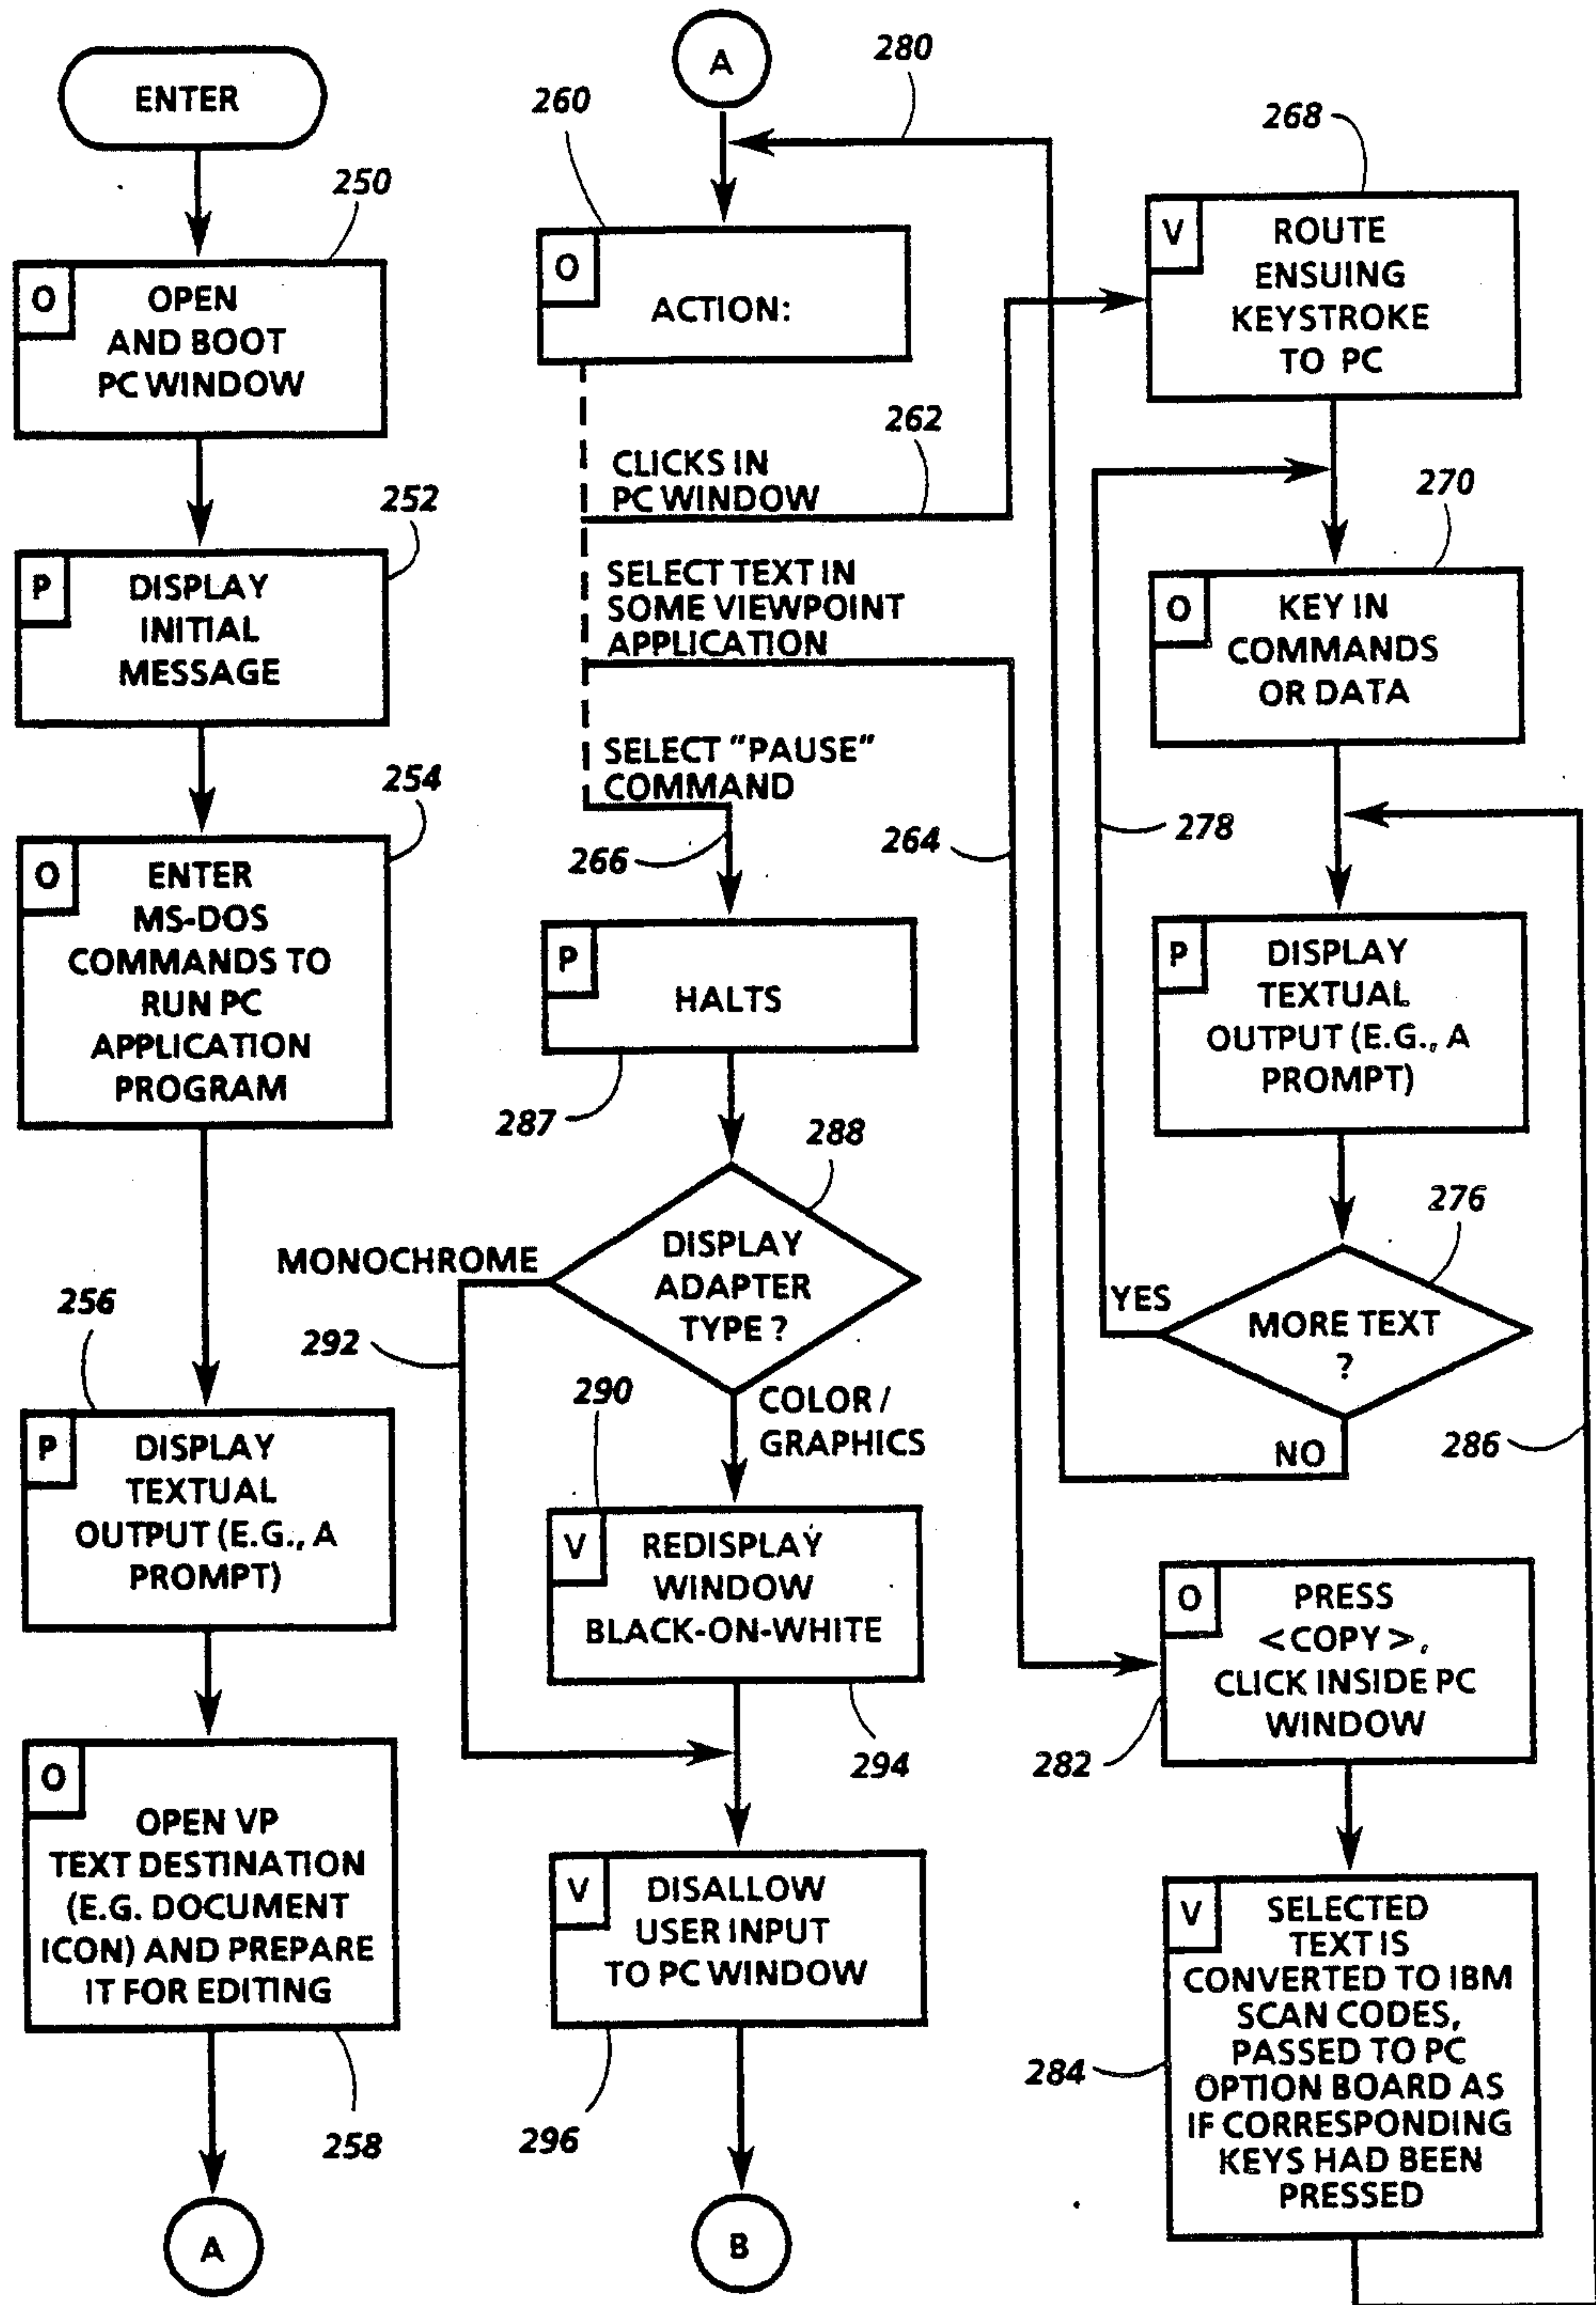 ENTER
250
O
OPEN
AND BOOT
PC WINDOW
252
P
DISPLAY
INITIAL
MESSAGE
254
O
ENTER
MS-DOS
COMMANDS TO
RUN PC
APPLICATION
PROGRAM
256
P
DISPLAY
TEXTUAL
OUTPUT (E.G., A
PROMPT)
O
OPEN VP
TEXT DESTINATION
(E.G. DOCUMENT
ICON) AND PREPARE
IT FOR EDITING
258
A
A
280
260
O
ACTION:
262
CLICKS IN
PC WINDOW
SELECT TEXT IN
SOME VIEWPOINT
APPLICATION
SELECT "PAUSE"
COMMAND
266
264
P
HALTS
287
288
DISPLAY
ADAPTER
TYPE ?
MONOCHROME
292
COLOR /
GRAPHICS
290
V
REDISPLAY
WINDOW
BLACK-ON-WHITE
294
V
DISALLOW
USER INPUT
TO PC WINDOW
296
B
268
V
ROUTE
ENSUING
KEYSTROKE
TO PC
270
O
KEY IN
COMMANDS
OR DATA
278
P
DISPLAY
TEXTUAL
OUTPUT (E.G., A
PROMPT)
276
YES
MORE TEXT
?
NO
286
O
PRESS
<COPY>,
CLICK INSIDE PC
WINDOW
282
V
SELECTED
TEXT IS
CONVERTED TO IBM
SCAN CODES,
PASSED TO PC
OPTION BOARD AS
IF CORRESPONDING
KEYS HAD BEEN
PRESSED
284